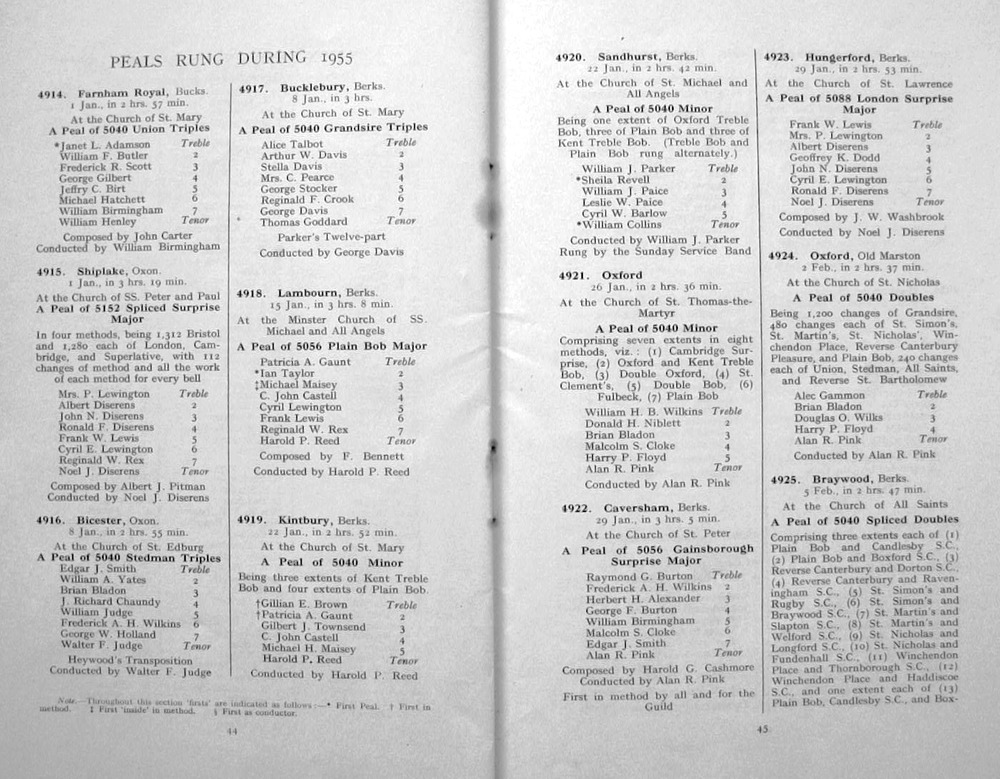 PEALS RUNG DURING 1955
4914. Farnham Royal, Bucks.
1 Jan., in 2 hrs. 57 min.
At the Church of St. Mary
A Peal of 5040 Union Triples
*Janet L. Adamson Treble
William F. Butler 2
Frederick R. Scott 3
George Gilbert 4
Jeffry C. Birt 5
Michael Hatchett 6
William Birmingham 7
William Henley Tenor
Composed by John Carter
Conducted by William Birmingham
4915. Shiplake, Oxon.
1 Jan., in 3 hrs. 19 min.
At the Church of SS. Peter and Paul
A Peal of 5152 Spliced Surprise
Major
In four methods, being 1,312 Bristol
and 1,280 each of London, Cam-
bridge, and Superlative, with 112
changes of method and all the work
of each method for every bell
Mrs. P. Lewington Treble
Albert Diserens 2
John N. Diserens 3
Ronald F. Diserens 4
Frank W. Lewis 5
Cyril E. Lewington 6
Reginald W. Rex 7
Noel J. Diserens Tenor
Composed by Albert J. Pitman
Conducted by Noel J. Diserens
4916. Bicester, Oxon.
8 Jan., in 2 hrs. 55 min.
At the Church of St. Edburg
A Peal of 5040 Stedman Triples
Edgar J. Smith Treble
William A. Yates 2
Brian Bladon 3
J. Richard Chaundy 4
William Judge 5
Frederick A. H. Wilkins 6
George W. Holland 7
Walter F. Judge Tenor
Heywood's Transposition
Conducted by Walter F. Judge
4917. Bucklebury, Berks.
8 Jan., in 3 hrs.
At the Church of St. Mary
A Peal of 5040 Grandsire Triples
Alice Talbot Treble
Arthur W. Davis 2
Stella Davis 3
Mrs. C. Pearce 4
George Stocker 5
Reginald F. Crook 6
George Davis 7
* Thomas Goddard Tenor
Parker's Twelve-part
Conducted by George Davis
4918. Lambourn, Berks.
15 Jan., in 3 hrs. 8 min.
At the Minster Church of SS.
Michael and All Angels
A Peal of 5056 Plain Bob Major
Patricia A. Gaunt Treble
*Ian Taylor 2
‡Michael Maisey 3
C. John Castell 4
Cyril Lewington 5
Frank Lewis 6
Reginald W. Rex 7
Harold P. Reed Tenor
Composed by F. Bennett
Conducted by Harold P. Reed
4919. Kintbury, Berks.
22 Jan., in 2 hrs. 52 min.
At the Church of St. Mary
A Peal of 5040 Minor
Being three extents of Kent Treble
Bob and four extents of Plain Bob.
†Gillian E. Brown Treble
†Patricia A. Gaunt 2
Gilbert J. Townsend 3
C. John Castell 4
Michael H. Maisey 5
Harold P. Reed Tenor
Conducted by Harold P. Reed
Note.—Throughout this section 'firsts' are indicated as follows:—* First Peal. † First in
method. ‡ First 'inside' in method. § First as conductor.
44
4920. Sandhurst, Berks.
22 Jan., in 2 hrs. 42 min.
At the Church of St. Michael and
All Angels
A Peal of 5040 Minor
Being one extent of Oxford Treble
Bob, three of Plain Bob and three of
Kent Treble Bob. (Treble Bob and
Plain Bob rung alternately.)
William J. Parker Treble
*Sheila Revell 2
William J. Paice 3
Leslie W. Paice 4
Cyril W. Barlow 5
*William Collins Tenor
Conducted by William J. Parker
Rung by the Sunday Service Band
4921. Oxford
26 Jan., in 2 hrs. 36 min.
At the Church of St. Thomas-the-
Martyr
A Peal of 5040 Minor
Comprising seven extents in eight
methods, viz.: (1) Cambridge Sur-
prise, (2) Oxford and Kent Treble
Bob, (3) Double Oxford, (4) St.
Clement's, (5) Double Bob, (6)
Fulbeck, (7) Plain Bob
William H. B. Wilkins Treble
Donald H. Niblett 2
Brian Bladon 3
Malcolm S. Cloke 4
Harry P. Floyd 5
Alan R. Pink Tenor
Conducted by Alan R. Pink
4922. Caversham, Berks.
29 Jan., in 3 hrs. 5 min.
At the Church of St. Peter
A Peal of 5056 Gainsborough
Surprise Major
Raymond G. Burton Treble
Frederick A. H. Wilkins 2
Herbert H. Alexander 3
George F. Burton 4
William Birmingham 5
Malcolm S. Cloke 6
Edgar J. Smith 7
Alan R. Pink Tenor
Composed by Harold G. Cashmore
Conducted by Alan R. Pink
First in method by all and for the
Guild
4923. Hungerford, Berks.
29 Jan., in 2 hrs. 53 min.
At the Church of St. Lawrence
A Peal of 5088 London Surprise
Major
Frank W. Lewis Treble
Mrs. P. Lewington 2
Albert Diserens 3
Geoffrey K. Dodd 4
John N. Diserens 5
Cyril E. Lewington 6
Ronald F. Diserens 7
Noel J. Diserens Tenor
Composed by J. W. Washbrook
Conducted by Noel J. Diserens
4924. Oxford, Old Marston
2 Feb., in 2 hrs. 37 min.
At the Church of St. Nicholas
A Peal of 5040 Doubles
Being 1,200 changes of Grandsire,
480 changes each of St. Simon's,
St. Martin's, St. Nicholas', Win-
chendon Place, Reverse Canterbury
Pleasure, and Plain Bob, 240 changes
each of Union, Stedman, All Saints,
and Reverse St. Bartholomew
Alec Gammon Treble
Brian Bladon 2
Douglas O. Wilks 3
Harry P. Floyd 4
Alan R. Pink Tenor
Conducted by Alan R. Pink
4925. Braywood, Berks.
5 Feb., in 2 hrs. 47 min.
At the Church of All Saints
A Peal of 5040 Spliced Doubles
Comprising three extents each of (1)
Plain Bob and Candlesby S.C.,
(2) Plain Bob and Boxford S.C., (3)
Reverse Canterbury and Dorton S.C.,
(4) Reverse Canterbury and Raven-
ingham S.C., (5) St. Simon's and
Rugby S.C., (6) St. Simon's and
Braywood S.C., (7) St. Martin's and
Slapton S.C., (8) St. Martin's and
Welford S.C., (9) St. Nicholas and
Longford S.C., (10) St. Nicholas and
Fundenhall S.C., (11) Winchendon
Place and Thornborough S.C., (12)
Winchendon Place and Haddiscoe
S.C., and one extent each of (13)
Plain Bob, Candlesby S.C., and Box-
45